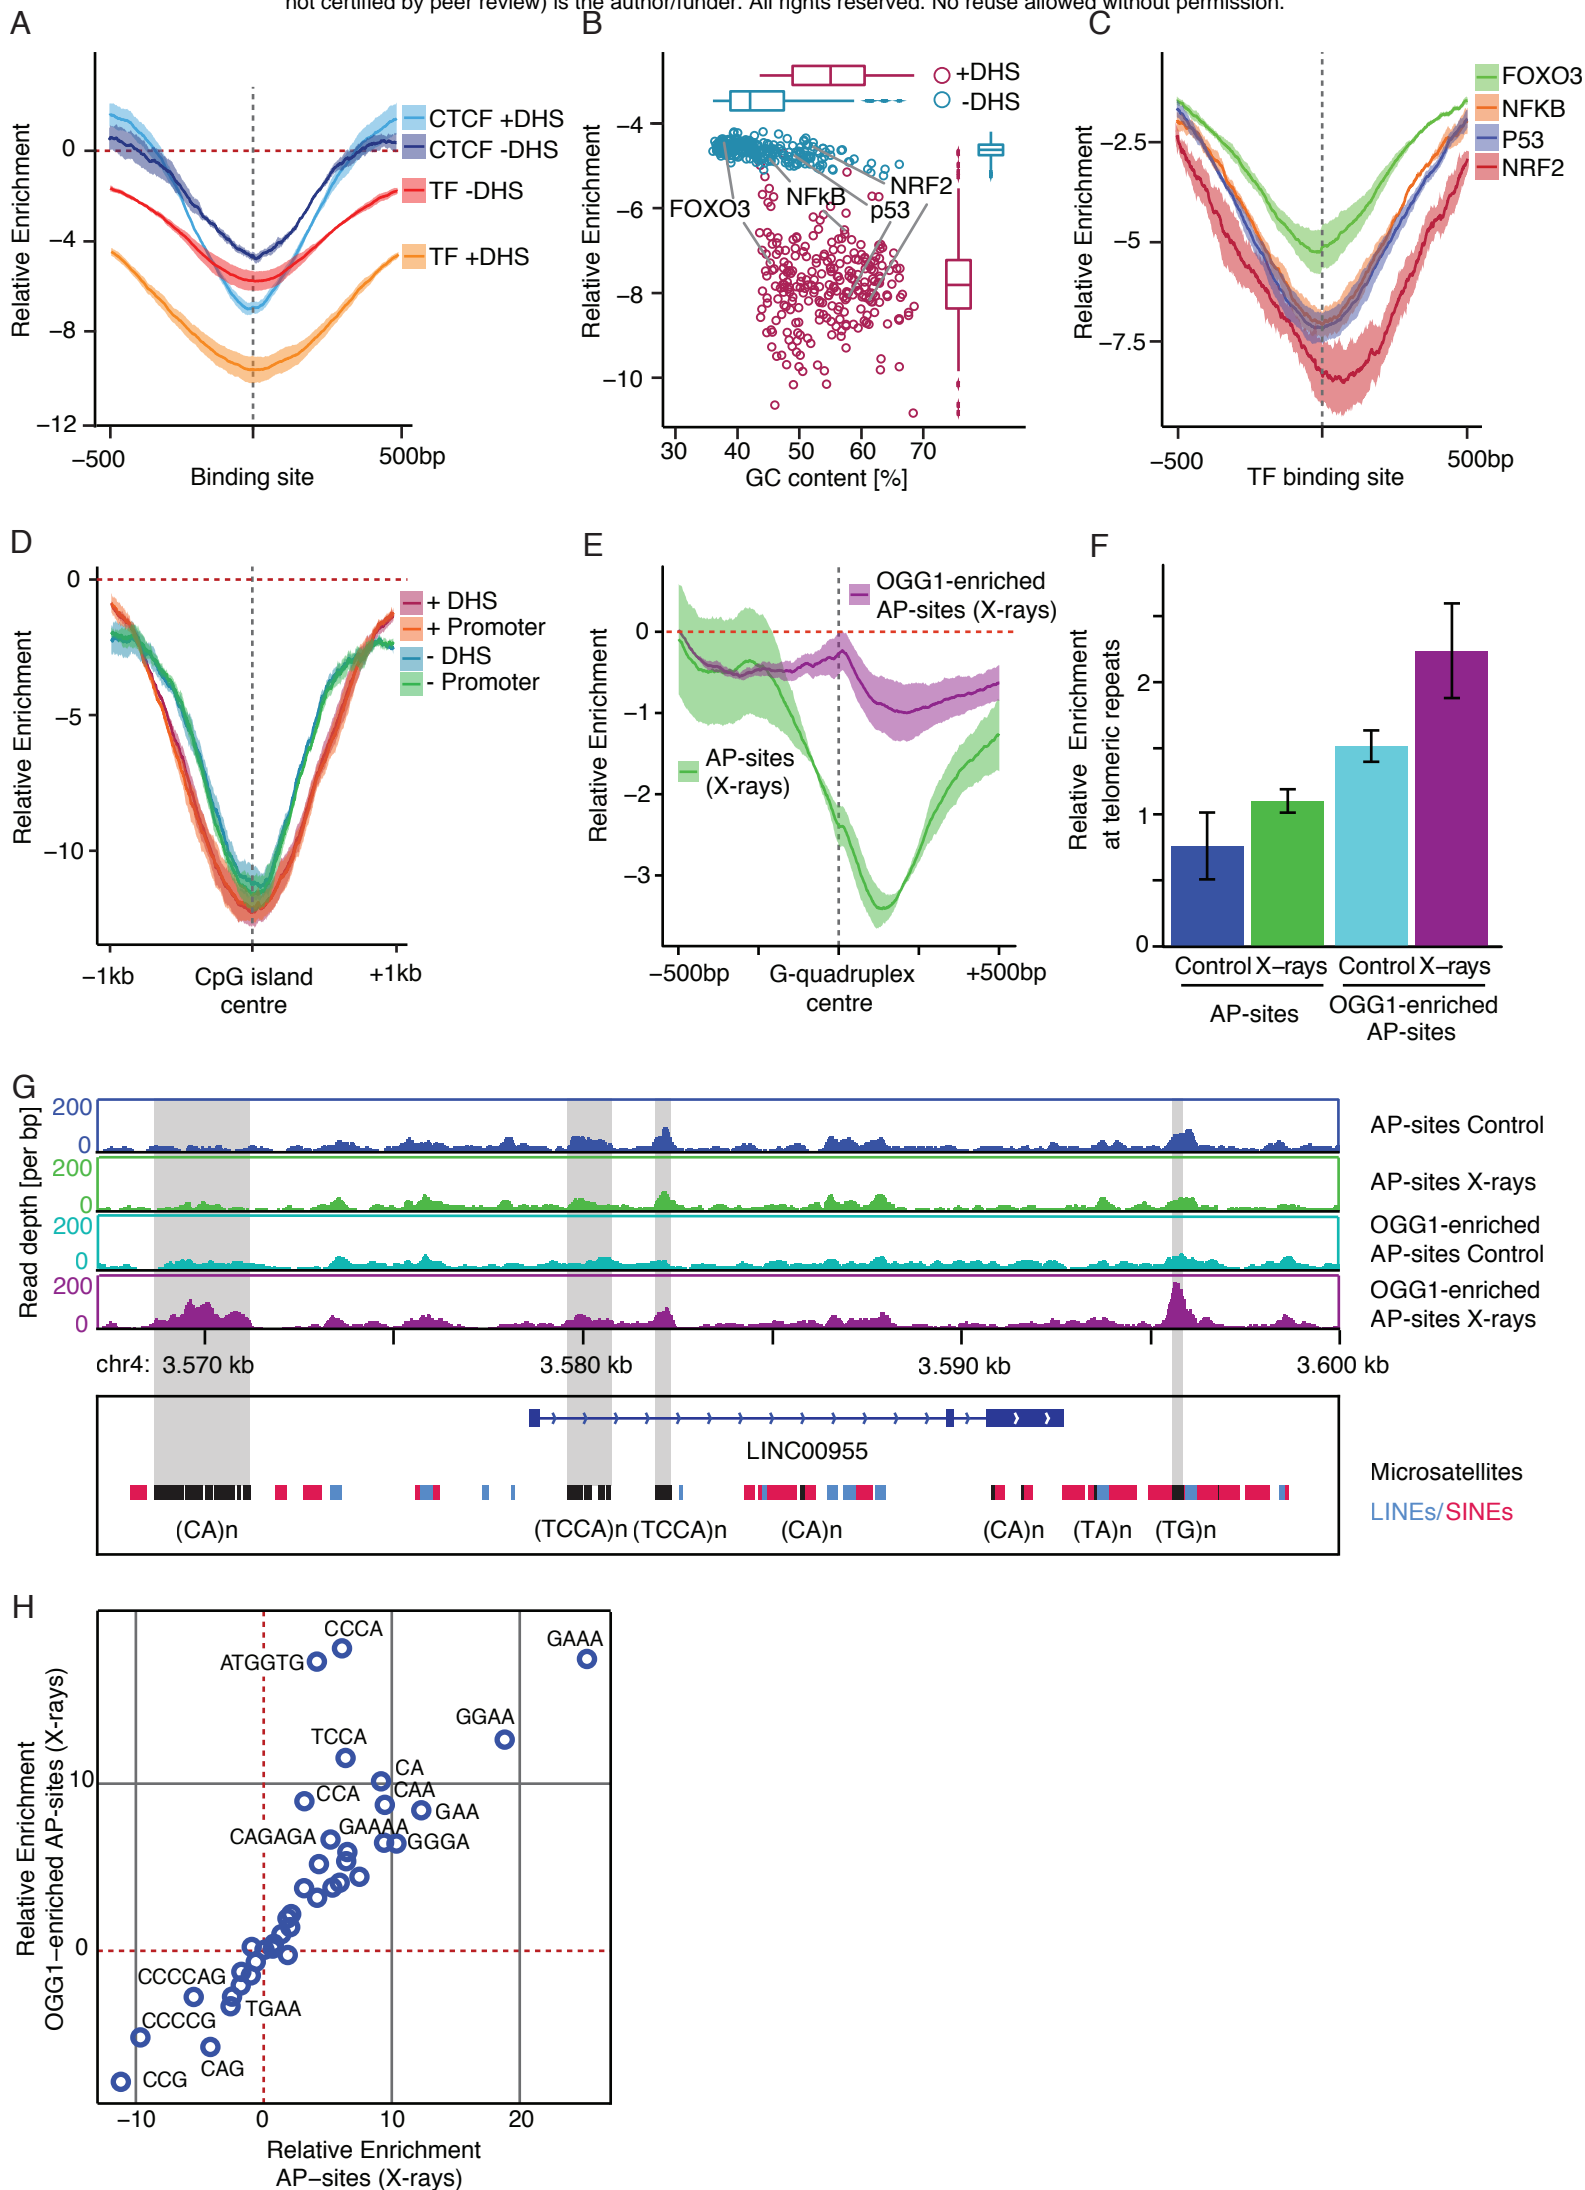 not certified by peer review) is the author/funder. All rights reserved. No reuse allowed without permission.
A
Relative Enrichment
0
−4
−8
−12
CTCF +DHS
CTCF -DHS
TF -DHS
TF +DHS
−500
500bp
Binding site
B
Relative Enrichment
−4
−6
−8
−10
+DHS
-DHS
FOXO3
NFkB
p53
NRF2
30 40 50 60 70
GC content [%]
C
Relative Enrichment
−2.5
−5
−7.5
FOXO3
NFKB
P53
NRF2
−500
500bp
TF binding site
D
Relative Enrichment
0
−5
−10
+ DHS
+ Promoter
- DHS
- Promoter
−1kb
CpG island
centre
+1kb
E
Relative Enrichment
0
−1
−2
−3
OGG1-enriched
AP-sites (X-rays)
AP-sites
(X-rays)
−500bp
G-quadruplex
centre
+500bp
F
Relative Enrichment
at telomeric repeats
2
1
0
Control X−rays Control X−rays
AP-sites
OGG1-enriched
AP-sites
G
Read depth [per bp]
200
0
AP-sites Control
200
0
AP-sites X-rays
200
0
OGG1-enriched
AP-sites Control
200
0
OGG1-enriched
AP-sites X-rays
chr4: 3.570 kb 3.580 kb 3.590 kb 3.600 kb
LINC00955
Microsatellites
LINEs/SINEs
(CA)n (TCCA)n (TCCA)n (CA)n (CA)n (TA)n (TG)n
H
Relative Enrichment
OGG1−enriched AP-sites (X-rays)
10
0
CCCA
GAAA
ATGGTG
GGAA
TCCA
CA
CCA
CAA
GAA
CAGAGA
GAAAA
GGGA
CCCCAG
TGAA
CCCCG
CAG
CCG
−10 0 10 20
Relative Enrichment
AP−sites (X-rays)